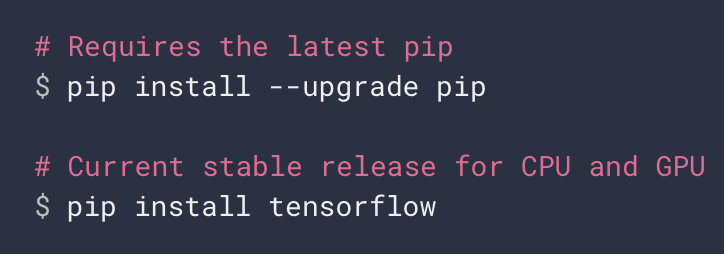 # Requires the latest pip
$ pip install --upgrade pip
# Current stable release for CPU and GPU
$ pip install tensorflow